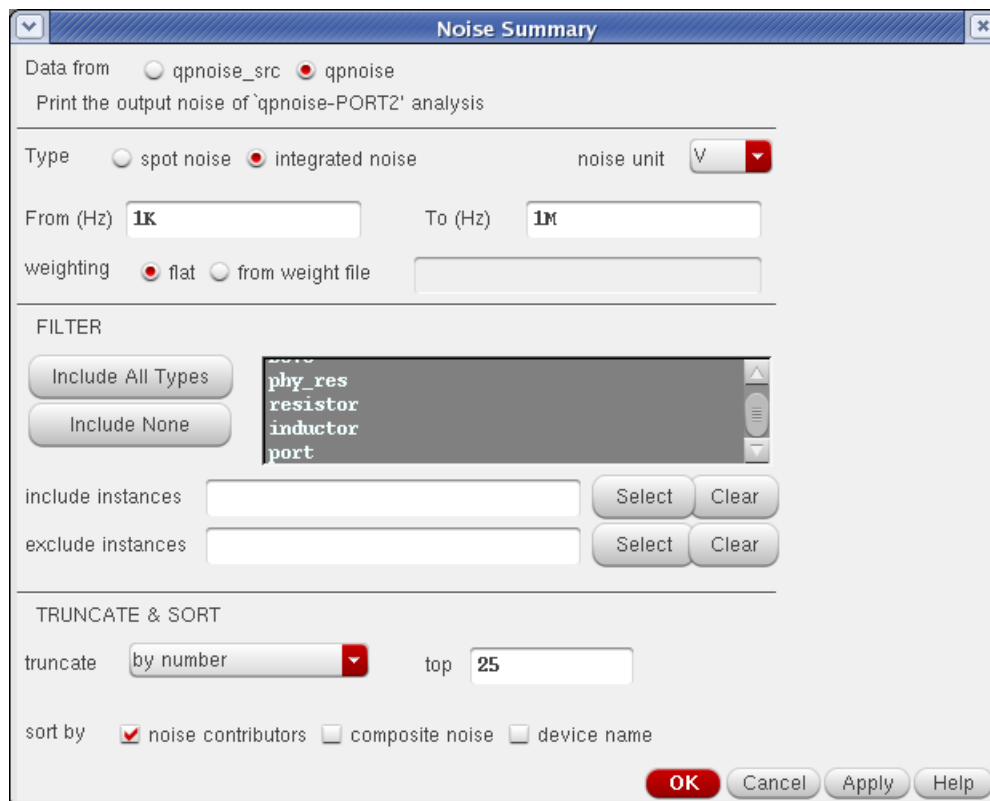 Noise Summary
Data from qpnoise_src qpnoise
Print the output noise of `qpnoise-PORT2' analysis
Type spot noise integrated noise noise unit V
From (Hz) 1K To (Hz) 1M
weighting flat from weight file
FILTER
Include All Types
Include None
phy_res
resistor
inductor
port
include instances Select Clear
exclude instances Select Clear
TRUNCATE & SORT
truncate by number top 25
sort by noise contributors composite noise device name
OK Cancel Apply Help